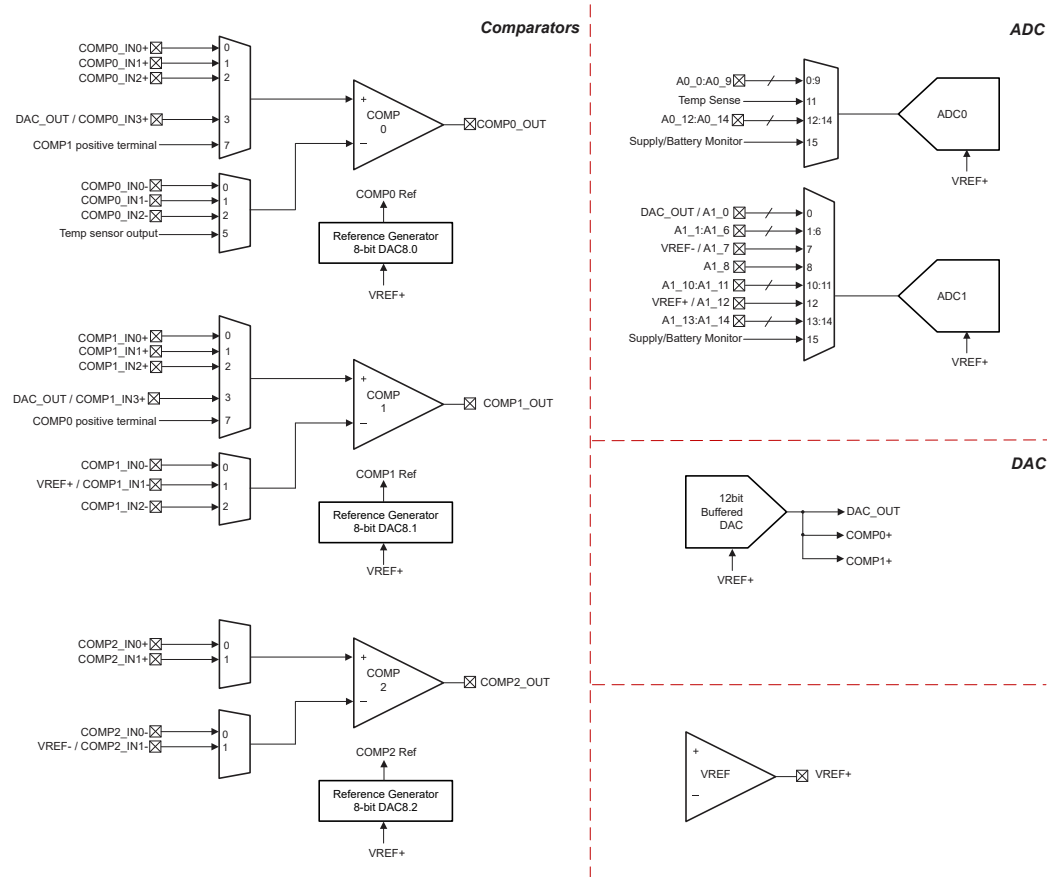 Comparators
COMP0_IN0+
COMP0_IN1+
COMP0_IN2+
DAC_OUT / COMP0_IN3+
COMP1 positive terminal
0
1
2
3
7
+
COMP
0
–
COMP0_OUT
COMP0_IN0-
COMP0_IN1-
COMP0_IN2-
Temp sensor output
0
1
2
5
COMP0 Ref
Reference Generator
8-bit DAC8.0
VREF+
COMP1_IN0+
COMP1_IN1+
COMP1_IN2+
DAC_OUT / COMP1_IN3+
COMP0 positive terminal
0
1
2
3
7
+
COMP
1
–
COMP1_OUT
COMP1_IN0-
VREF+ / COMP1_IN1-
COMP1_IN2-
0
1
2
COMP1 Ref
Reference Generator
8-bit DAC8.1
VREF+
COMP2_IN0+
COMP2_IN1+
0
1
+
COMP
2
–
COMP2_OUT
COMP2_IN0-
VREF- / COMP2_IN1-
0
1
COMP2 Ref
Reference Generator
8-bit DAC8.2
VREF+
ADC
A0_0:A0_9
Temp Sense
A0_12:A0_14
Supply/Battery Monitor
0:9
11
12:14
15
ADC0
VREF+
DAC_OUT / A1_0
A1_1:A1_6
VREF- / A1_7
A1_8
A1_10:A1_11
VREF+ / A1_12
A1_13:A1_14
Supply/Battery Monitor
0
1:6
7
8
10:11
12
13:14
15
ADC1
VREF+
DAC
12bit
Buffered
DAC
VREF+
DAC_OUT
COMP0+
COMP1+
+
VREF
–
VREF+